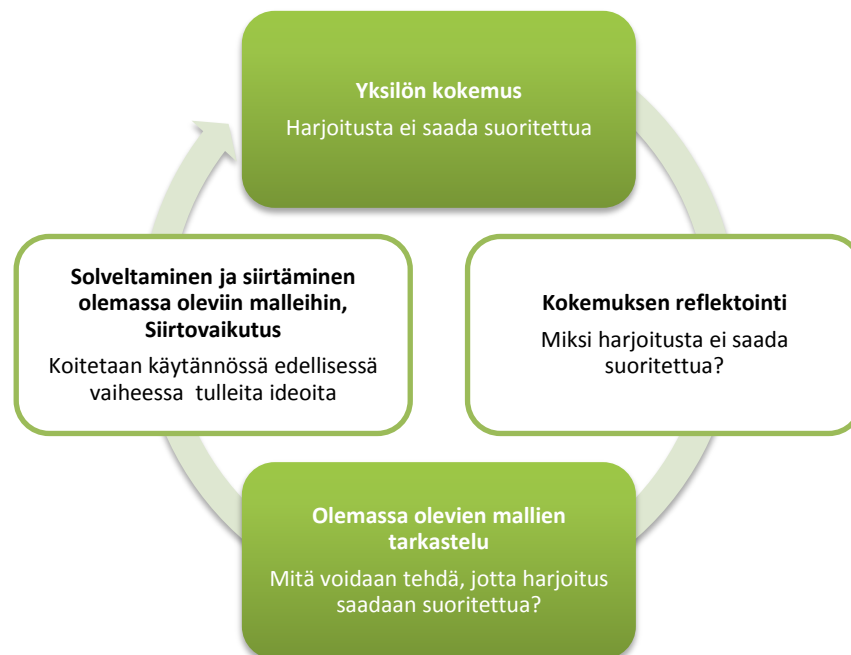 Yksilön kokemus
Harjoitusta ei saada suoritettua
Kokemuksen reflektointi
Miksi harjoitusta ei saada
suoritettua?
Olemassa olevien mallien
tarkastelu
Mitä voidaan tehdä, jotta harjoitus
saadaan suoritettua?
Solveltaminen ja siirtäminen
olemassa oleviin malleihin,
Siirtovaikutus
Koitetaan käytännössä edellisessä
vaiheessa tulleita ideoita